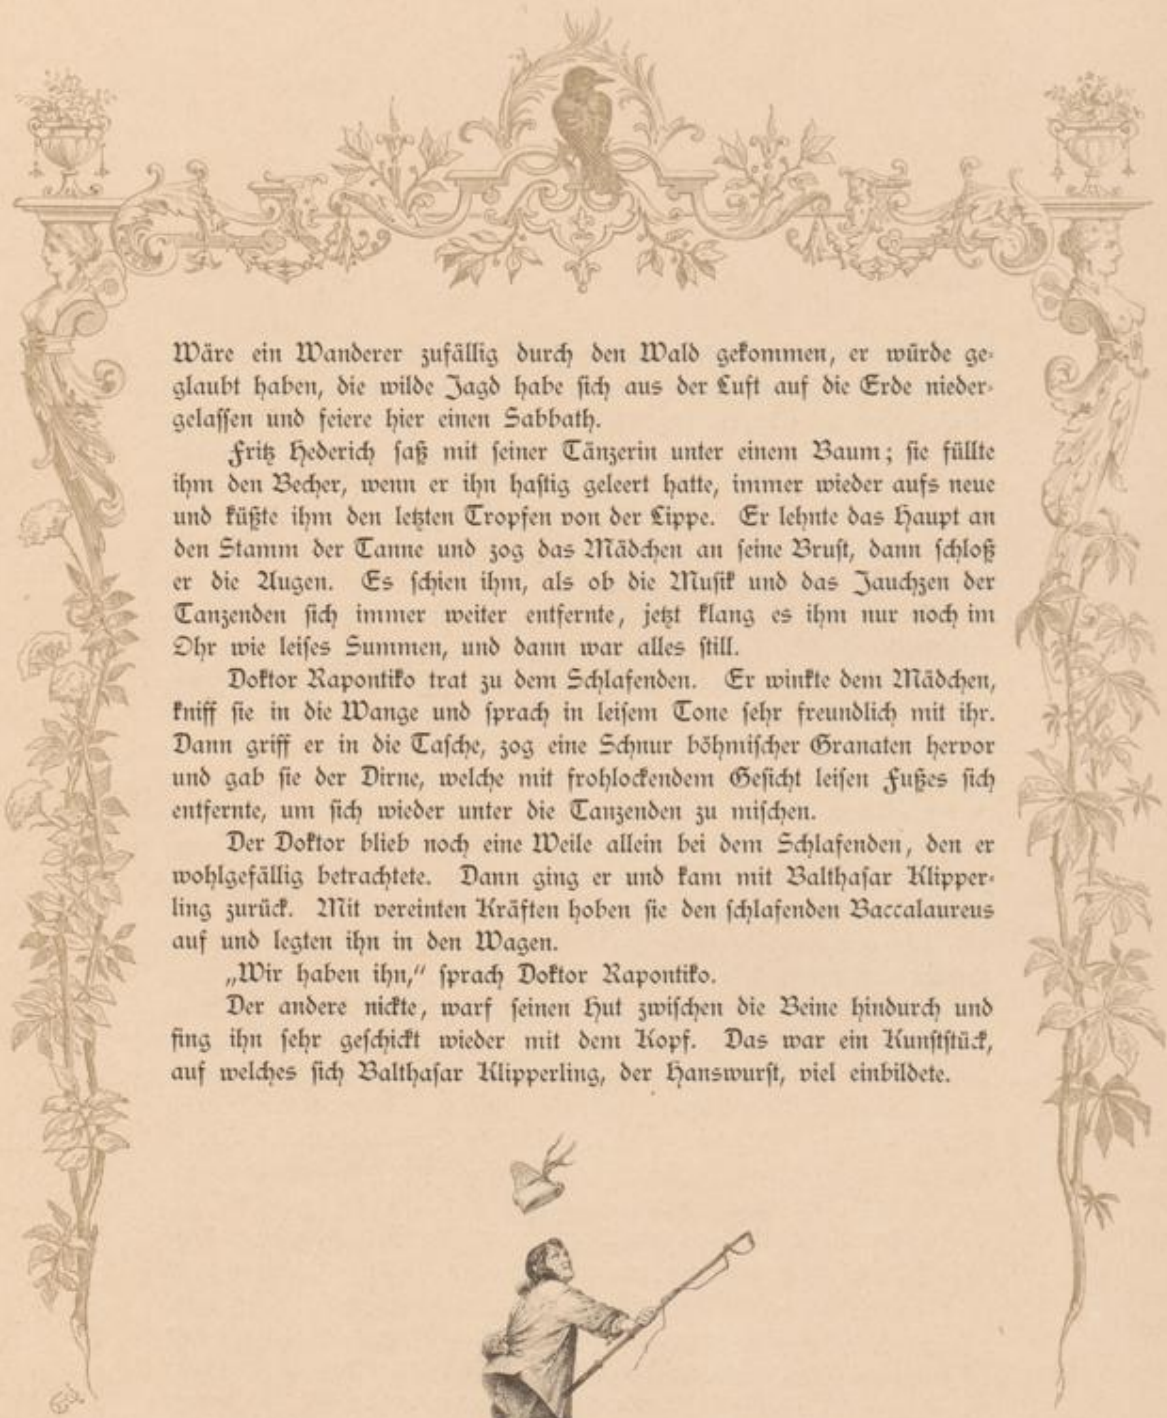 Wäre ein Wanderer zufällig durch den Wald gekommen, er würde ge-
glaubt haben, die wilde Jagd habe sich aus der Luft auf die Erde nieder-
gelassen und feiere hier einen Sabbath.
Fritz Hederich saß mit seiner Tänzerin unter einem Baum; sie füllte
ihm den Becher, wenn er ihn hastig geleert hatte, immer wieder aufs neue
und küßte ihm den letzten Tropfen von der Lippe. Er lehnte das Haupt an
den Stamm der Tanne und zog das Mädchen an seine Brust, dann schloß
er die Augen. Es schien ihm, als ob die Musik und das Jauchzen der
Tanzenden sich immer weiter entfernte, jetzt klang es ihm nur noch im
Ohr wie leises Summen, und dann war alles still.
Doktor Rapontiko trat zu dem Schlafenden. Er winkte dem Mädchen,
kniff sie in die Wange und sprach in leisem Tone sehr freundlich mit ihr.
Dann griff er in die Tasche, zog eine Schnur böhmischer Granaten hervor
und gab sie der Dirne, welche mit frohlockendem Gesicht leisen Fußes sich
entfernte, um sich wieder unter die Tanzenden zu mischen.
Der Doktor blieb noch eine Weile allein bei dem Schlafenden, den er
wohlgefällig betrachtete. Dann ging er und kam mit Balthasar Klipper-
ling zurück. Mit vereinten Kräften hoben sie den schlafenden Baccalaureus
auf und legten ihn in den Wagen.
„Wir haben ihn,“ sprach Doktor Rapontiko.
Der andere nickte, warf seinen Hut zwischen die Beine hindurch und
fing ihn sehr geschickt wieder mit dem Kopf. Das war ein Kunststück,
auf welches sich Balthasar Klipperling, der Hanswurst, viel einbildete.